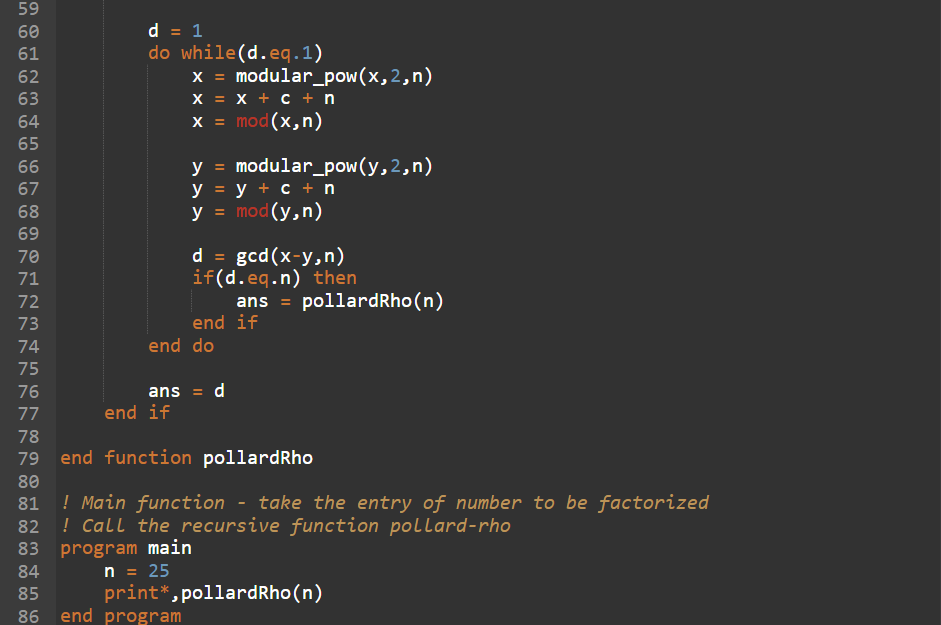 59
60 d = 1
61 do while(d.eq.1)
62 x = modular_pow(x,2,n)
63 x = x + c + n
64 x = mod(x,n)
65
66 y = modular_pow(y,2,n)
67 y = y + c + n
68 y = mod(y,n)
69
70 d = gcd(x-y,n)
71 if(d.eq.n) then
72 ans = pollardRho(n)
73 end if
74 end do
75
76 ans = d
77 end if
78
79 end function pollardRho
80
81 ! Main function - take the entry of number to be factorized
82 ! Call the recursive function pollard-rho
83 program main
84 n = 25
85 print*,pollardRho(n)
86 end program